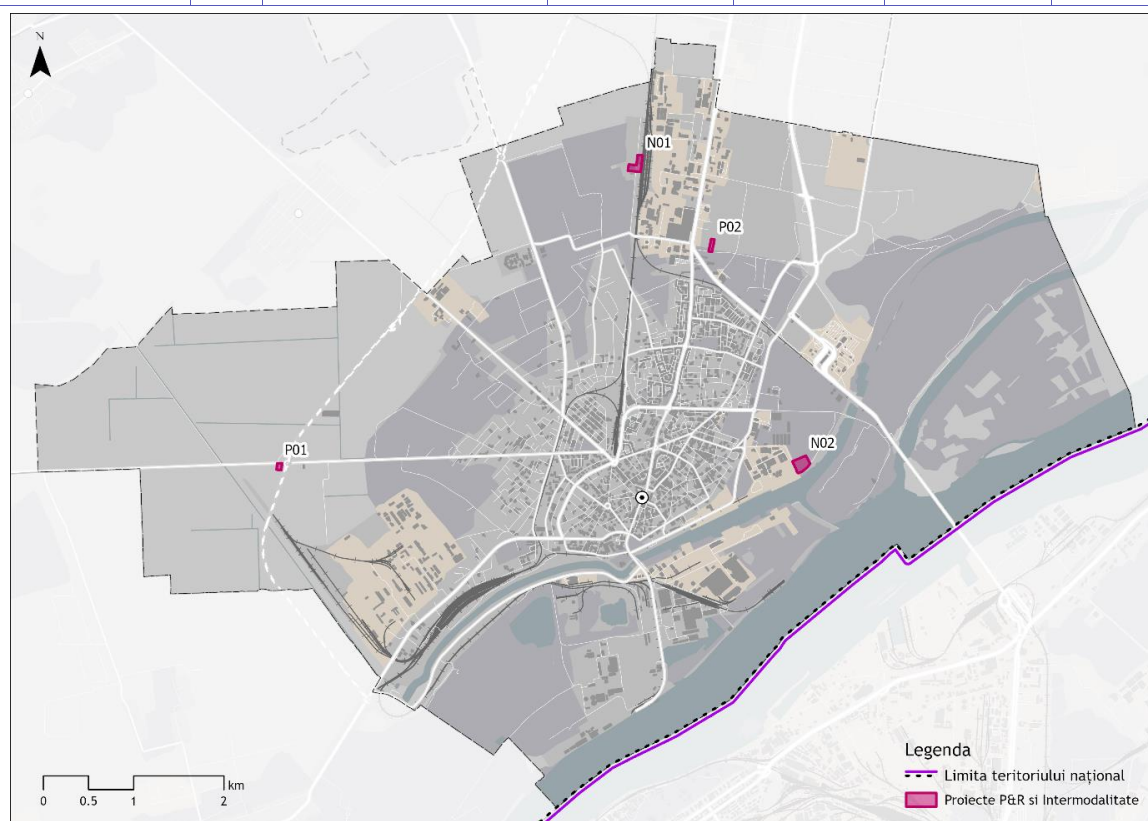 N
N01
P02
P01
N02
Legenda
Limita teritoriului național
Proiecte P&R si Intermodalitate
km
0 0.5 1 2